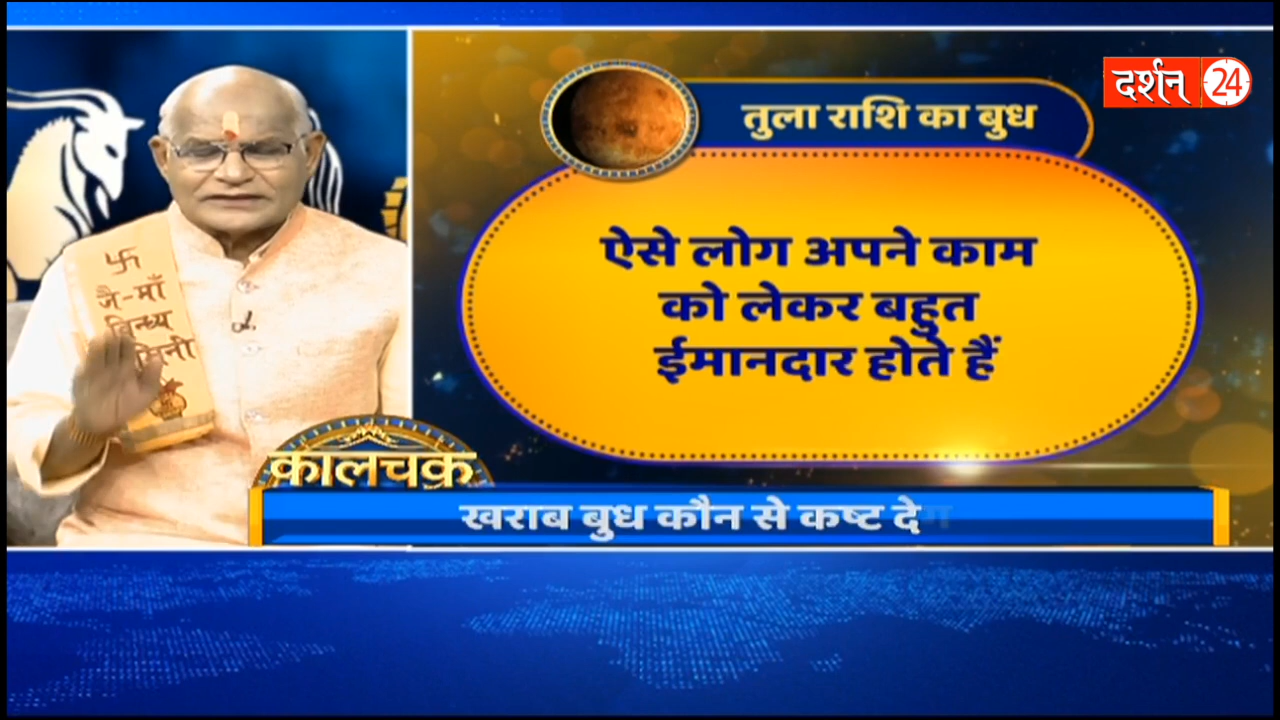 दर्शन 24
तुला राशि का बुध
ऐसे लोग अपने काम
को लेकर बहुत
ईमानदार होते हैं
जै-माँ
विन्ध्य
कालचक्र
खराब बुध कौन से कष्ट दे